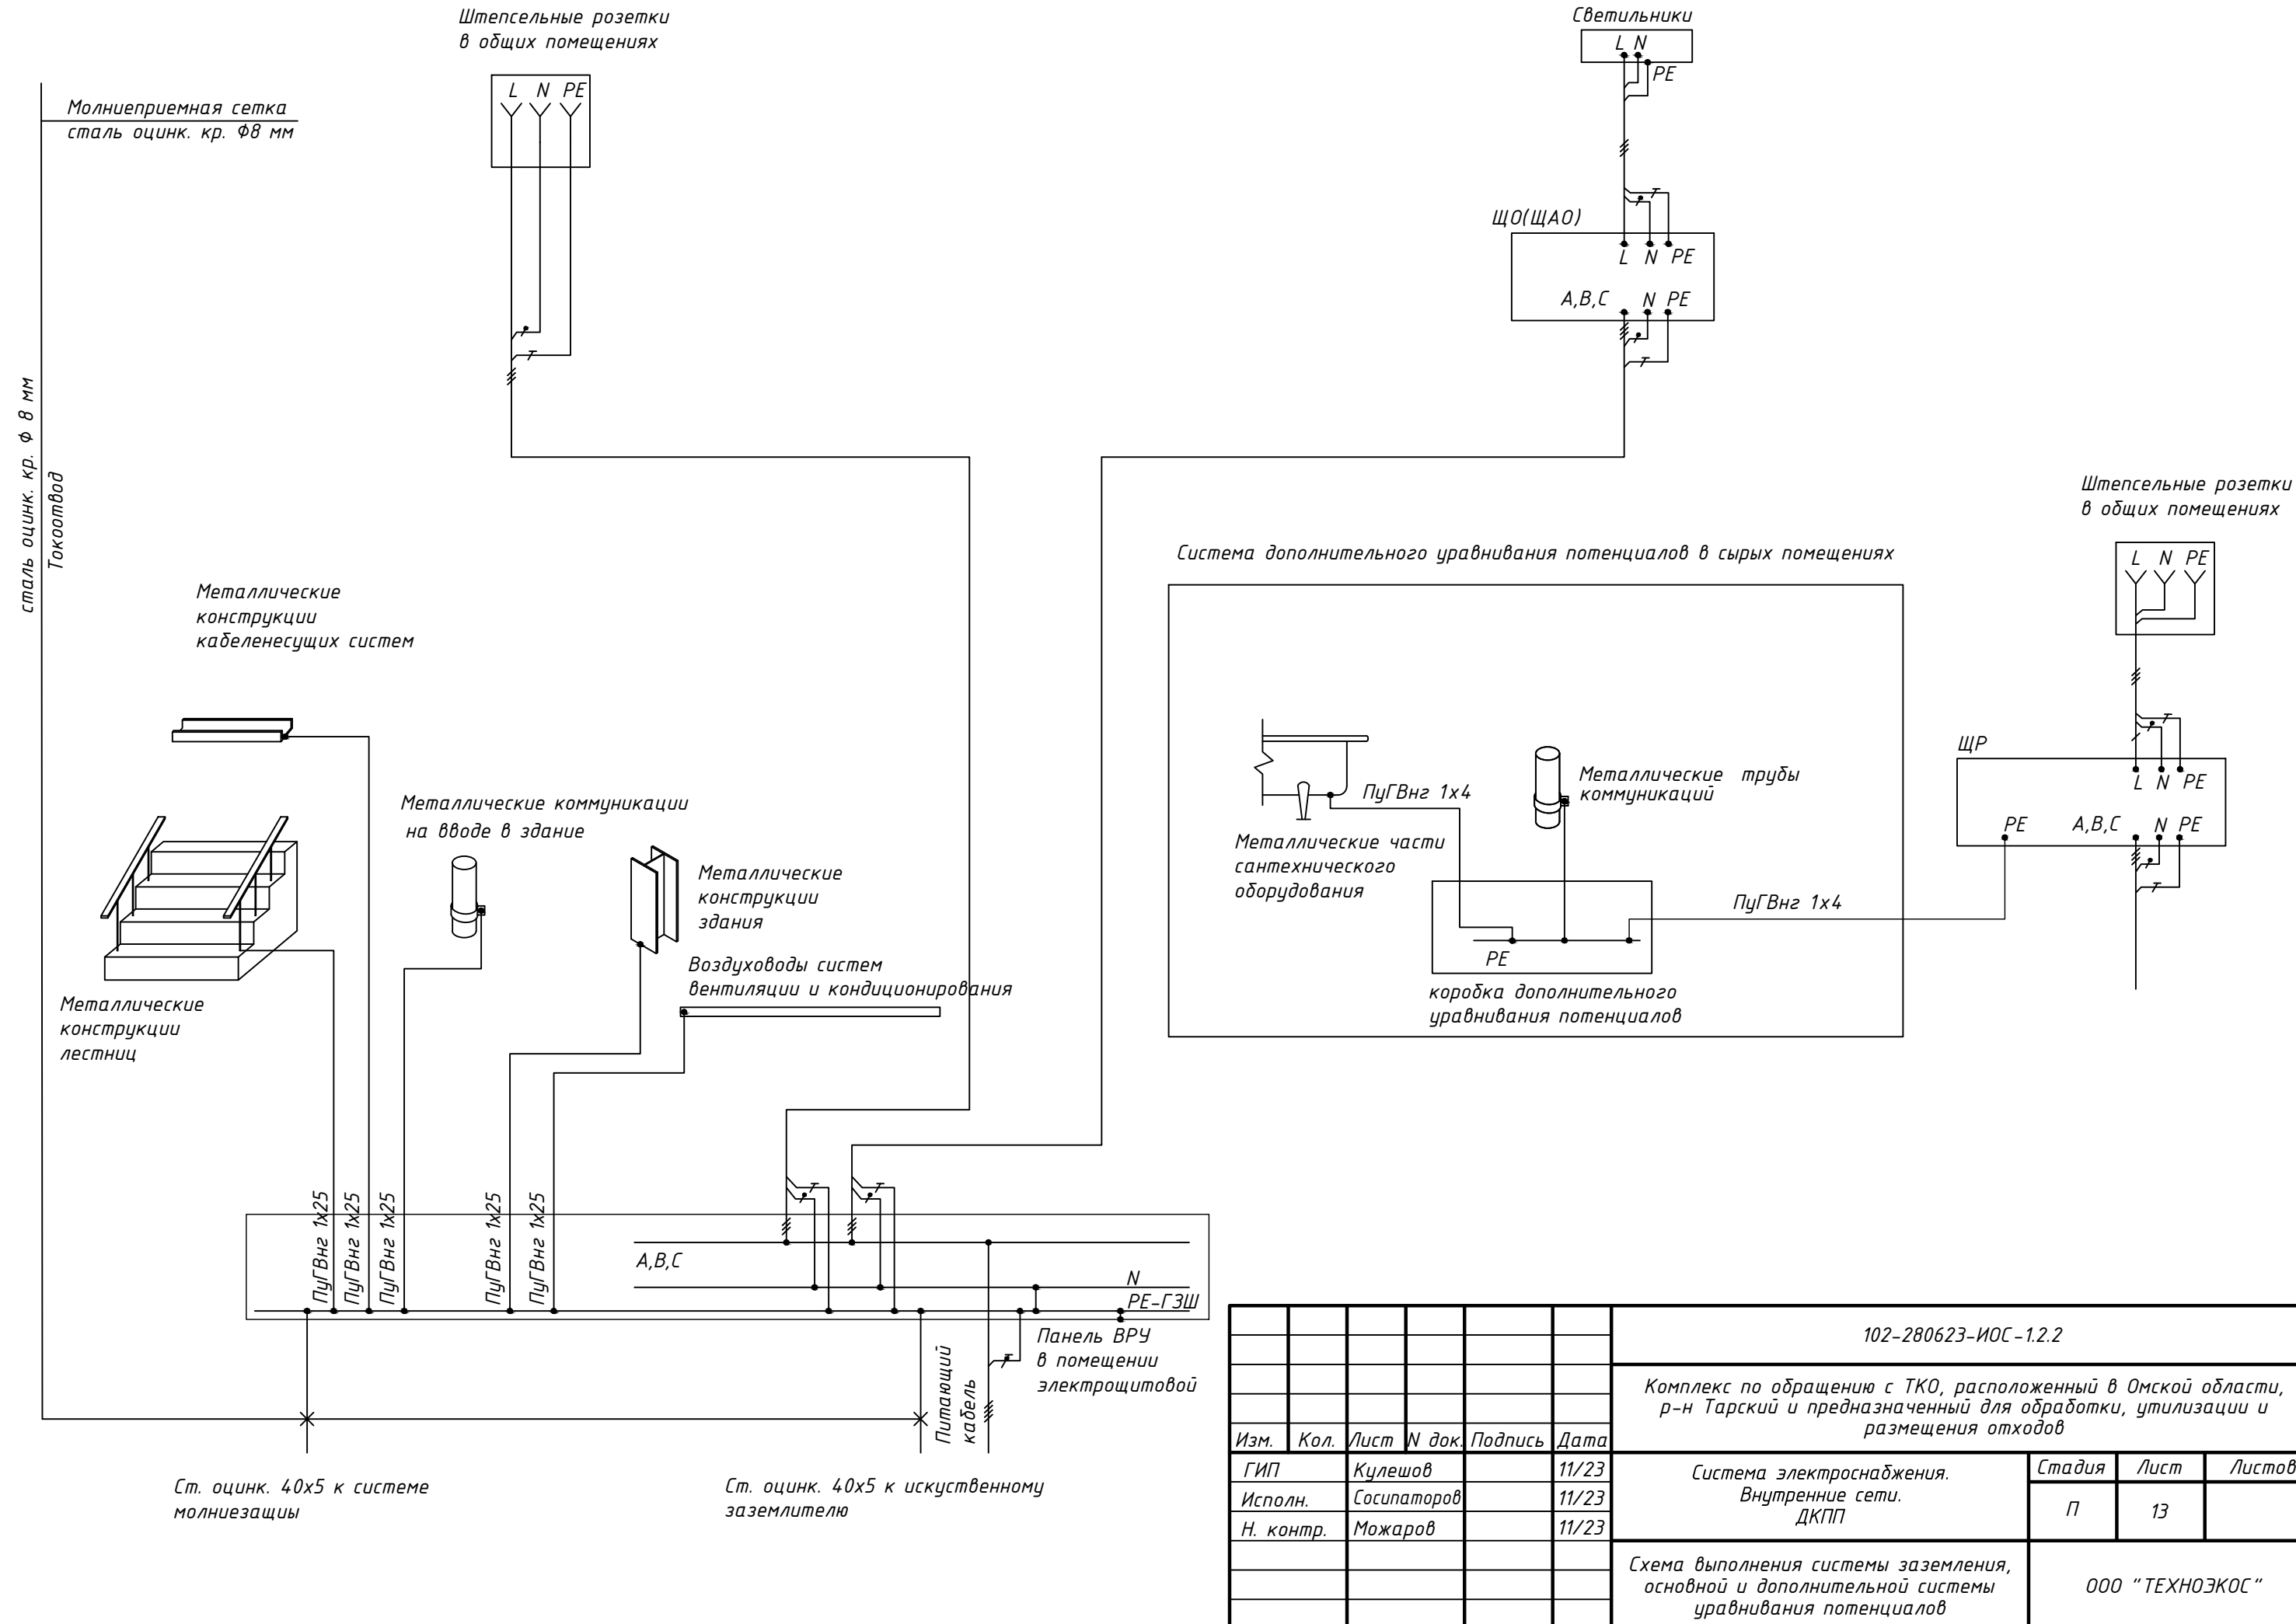 Штепсельные розетки
в общих помещениях
L N PE
Молниеприемная сетка
сталь оцинк. кр. Ф8 мм
сталь оцинк. кр. Ф 8 мм
Токоотвод
Светильники
L N
PE
ЩО(ЩАО)
L N PE
A,B,C N PE
Штепсельные розетки
в общих помещениях
L N PE
ЩР
L N PE
PE A,B,C N PE
Система дополнительного уравнивания потенциалов в сырых помещениях
ПуГВнг 1х4
Металлические трубы
коммуникаций
Металлические части
сантехнического
оборудования
ПуГВнг 1х4
PE
коробка дополнительного
уравнивания потенциалов
Металлические
конструкции
кабеленесущих систем
Металлические коммуникации
на вводе в здание
Металлические
конструкции
здания
Воздуховоды систем
вентиляции и кондиционирования
Металлические
конструкции
лестниц
ПуГВнг 1х25
ПуГВнг 1х25
ПуГВнг 1х25
ПуГВнг 1х25
ПуГВнг 1х25
A,B,C
N
PE-ГЗШ
Панель ВРУ
в помещении
электрощитовой
Питающий
кабель
Ст. оцинк. 40х5 к системе
молниезащиы
Ст. оцинк. 40х5 к искуственному
заземлителю
102-280623-ИОС-1.2.2
Комплекс по обращению с ТКО, расположенный в Омской области,
р-н Тарский и предназначенный для обработки, утилизации и
размещения отходов
Изм. Кол. Лист N док. Подпись Дата
ГИП Кулешов 11/23
Исполн. Сосипаторов 11/23
Н. контр. Можаров 11/23
Система электроснабжения.
Внутренние сети.
ДКПП
Стадия Лист Листов
П 13
Схема выполнения системы заземления,
основной и дополнительной системы
уравнивания потенциалов
ООО "ТЕХНОЭКОС"